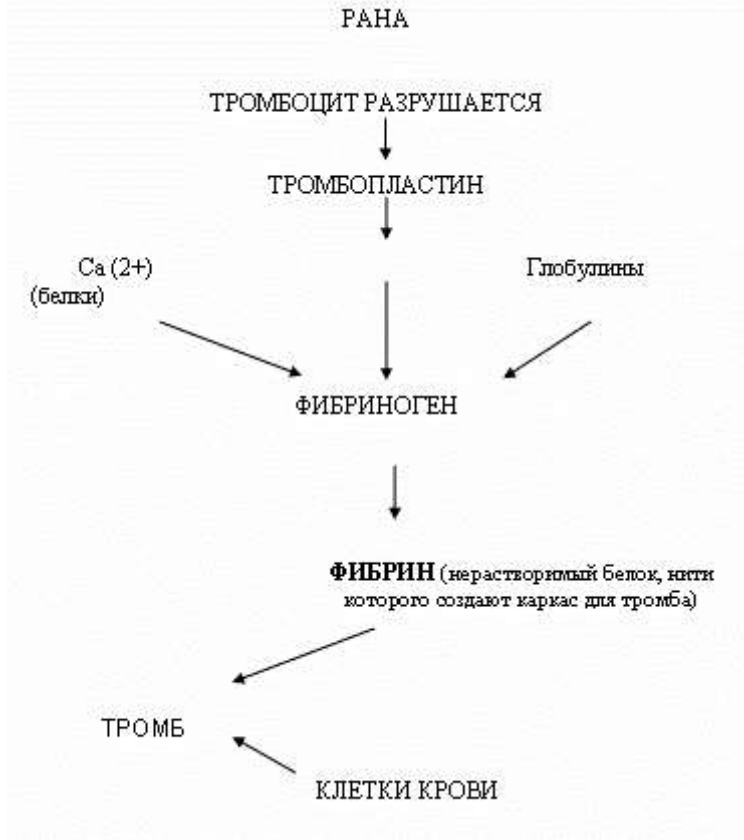 РАНА
ТРОМБОЦИТ РАЗРУШАЕТСЯ
ТРОМБОПЛАСТИН
Ca (2+)
(белки)
Глобулины
ФИБРИНОГЕН
ФИБРИН (нерастворимый белок, нити
которого создают каркас для тромба)
ТРОМБ
КЛЕТКИ КРОВИ